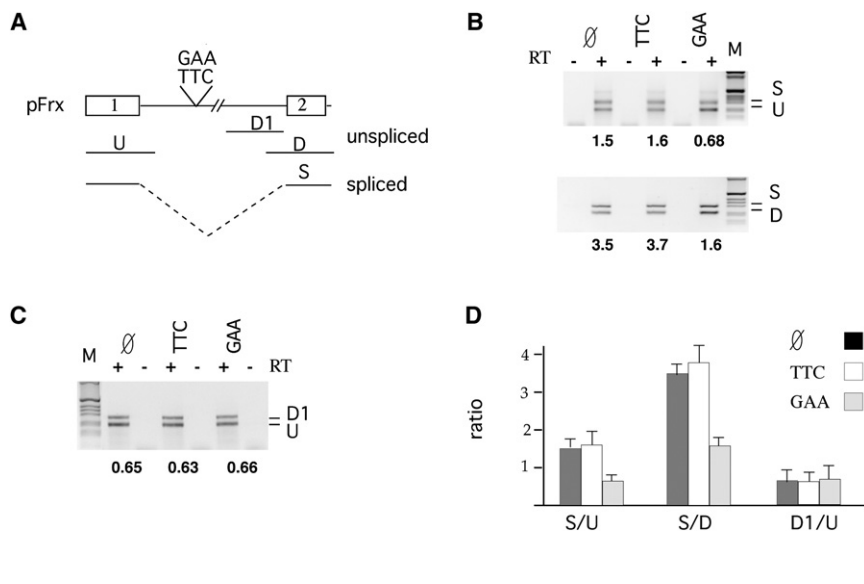 A
GAA
TTC
pFrx 1 2
D1
unspliced
U D
S
spliced
B
Ø TTC GAA M
RT - + - + - +
S
U
1.5 1.6 0.68
S
D
3.5 3.7 1.6
C
M Ø TTC GAA
+ - + - + - RT
D1
U
0.65 0.63 0.66
D
ratio
4
3
2
1
S/U S/D D1/U
Ø
TTC
GAA